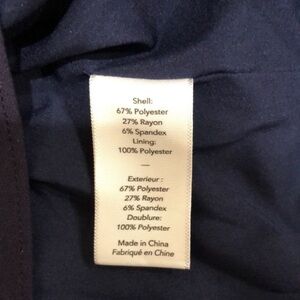 Shell:
67% Polyester
27% Rayon
6% Spandex
Lining:
100% Polyester
—
Exterieur :
67% Polyester
27% Rayon
6% Spandex
Doublure:
100% Polyester
Made in China
Fabriqué en Chine